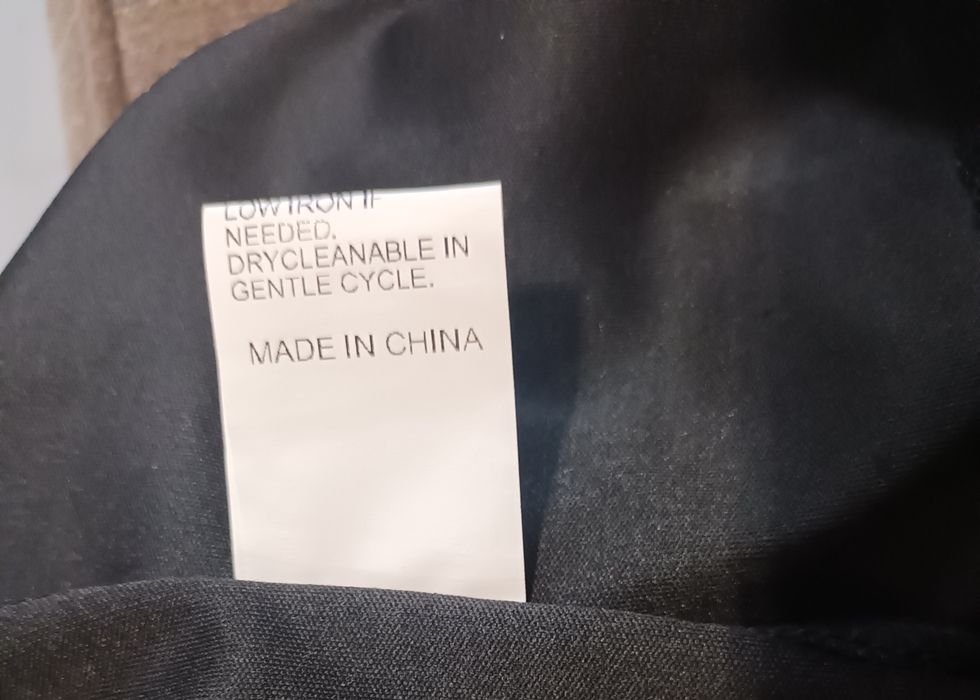 LOW IRON IF
NEEDED.
DRYCLEANABLE IN
GENTLE CYCLE.
MADE IN CHINA